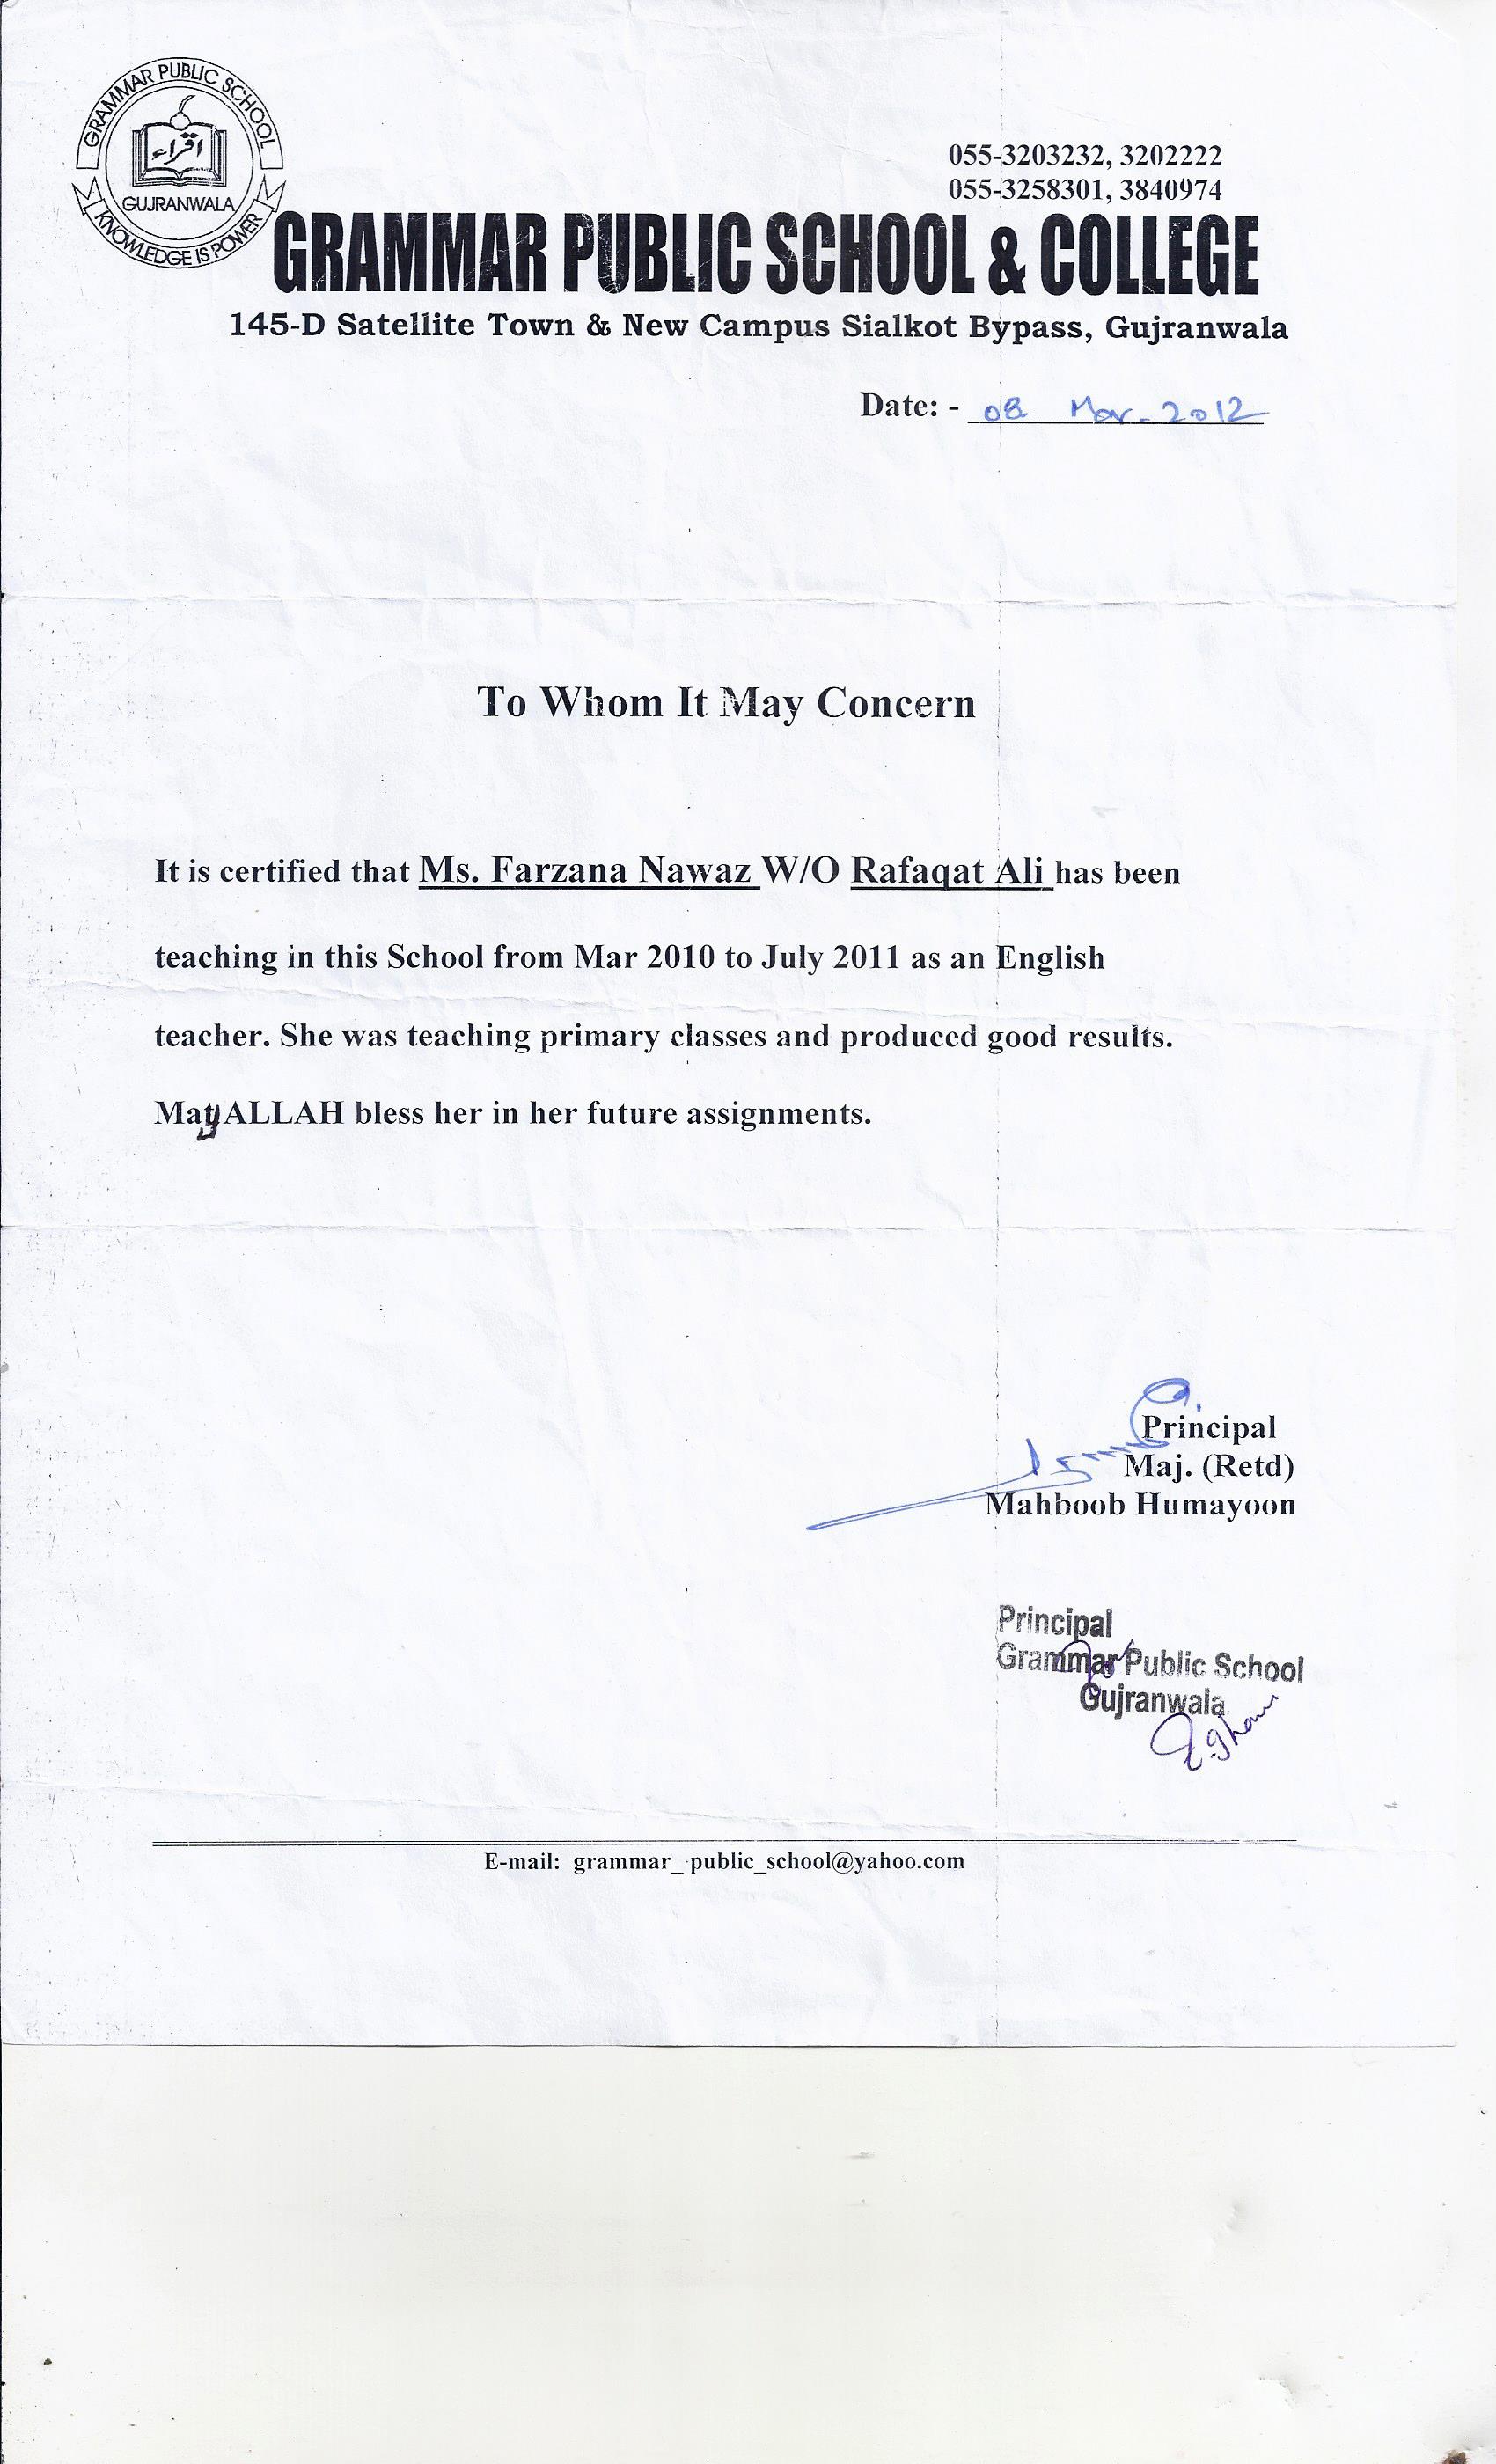 GRAMMAR PUBLIC SCHOOL
اقراء
GUJRANWALA
KNOWLEDGE IS POWER
055-3203232, 3202222
055-3258301, 3840974
GRAMMAR PUBLIC SCHOOL & COLLEGE
145-D Satellite Town & New Campus Sialkot Bypass, Gujranwala
Date: - 08 Mar. 2012
To Whom It May Concern
It is certified that Ms. Farzana Nawaz W/O Rafaqat Ali has been
teaching in this School from Mar 2010 to July 2011 as an English
teacher. She was teaching primary classes and produced good results.
May ALLAH bless her in her future assignments.
Principal
Maj. (Retd)
Mahboob Humayoon
Principal
Grammar Public School
Gujranwala
E-mail: grammar_public_school@yahoo.com